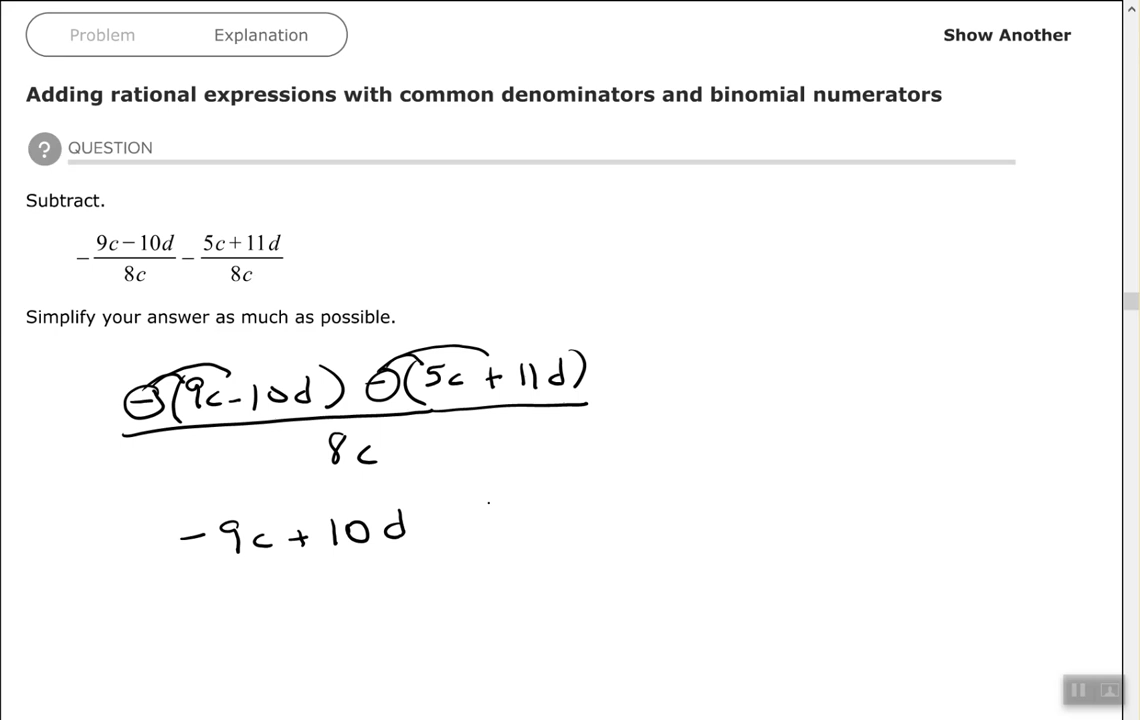 Problem Explanation Show Another
Adding rational expressions with common denominators and binomial numerators
? QUESTION
Subtract.
− (9c − 10d)/(8c) − (5c + 11d)/(8c)
Simplify your answer as much as possible.
−(9c − 10d) −(5c + 11d)
8c
− 9c + 10d